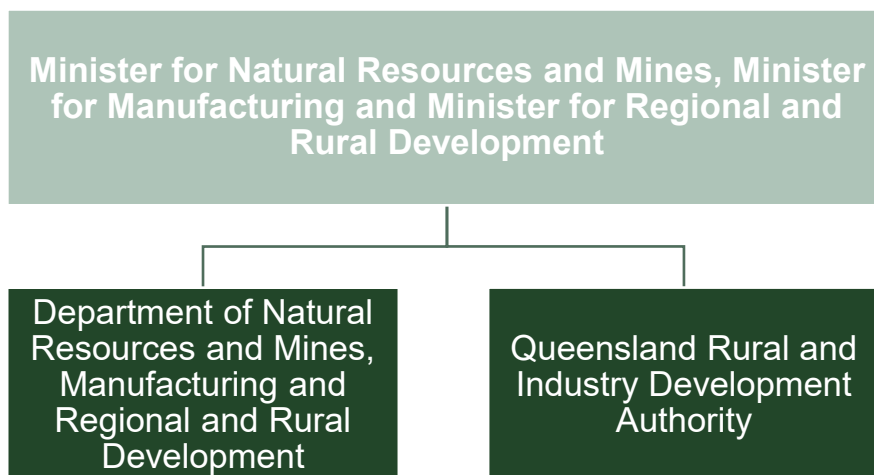 Minister for Natural Resources and Mines, Minister
for Manufacturing and Minister for Regional and
Rural Development
Department of Natural
Resources and Mines,
Manufacturing and
Regional and Rural
Development
Queensland Rural and
Industry Development
Authority